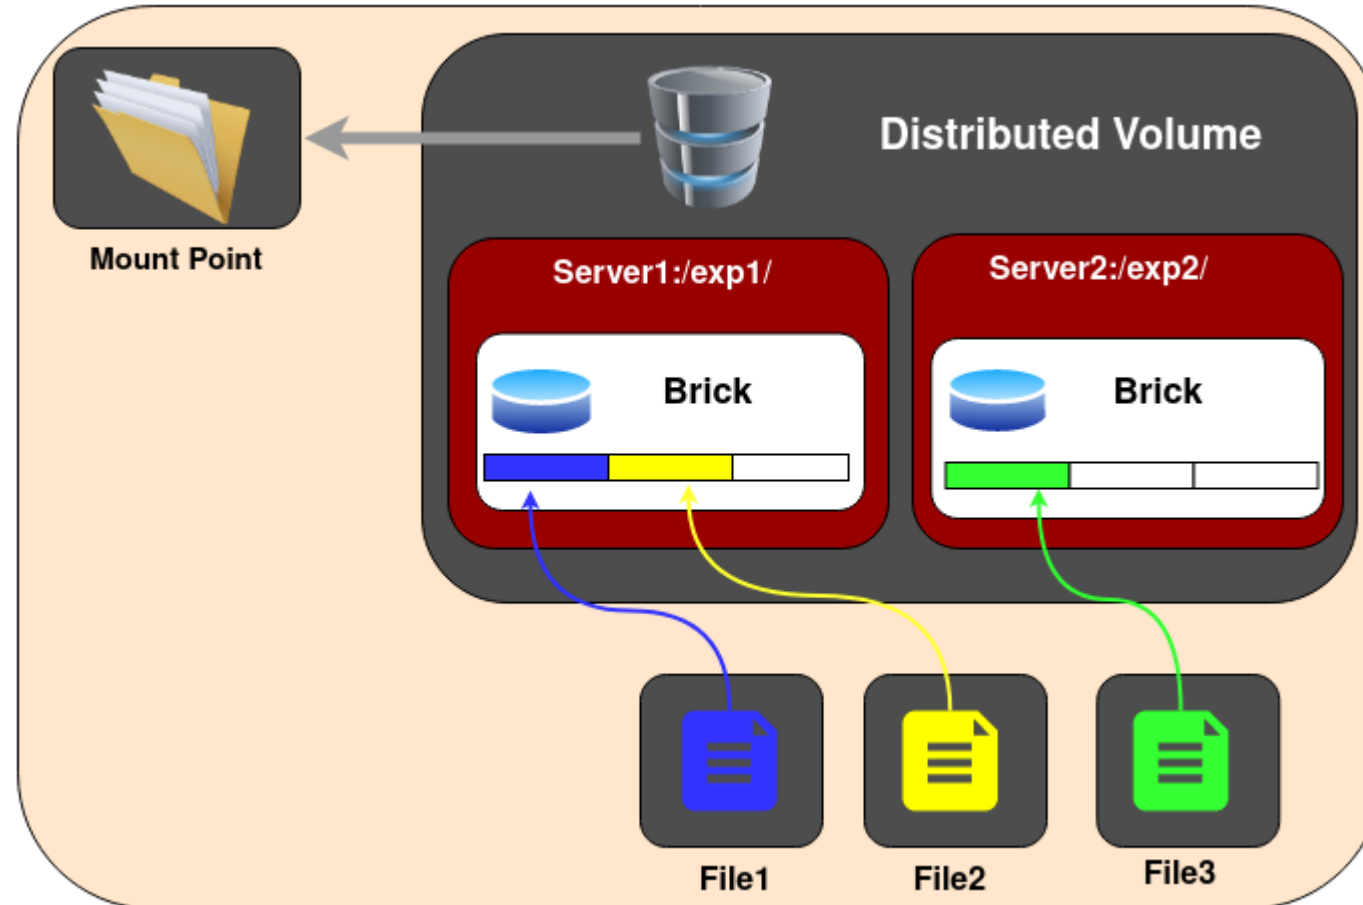 Distributed Volume
Mount Point
Server1:/exp1/
Server2:/exp2/
Brick
Brick
File1
File2
File3